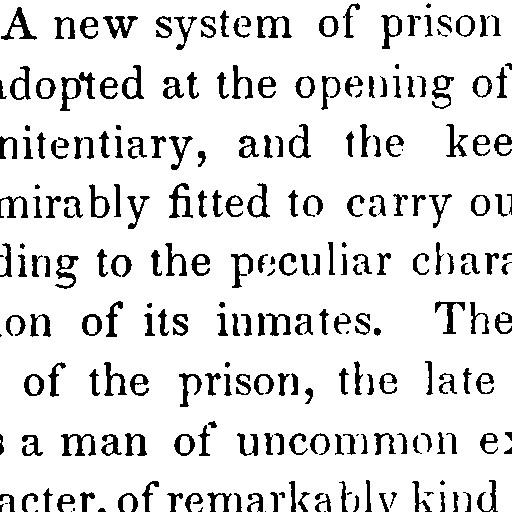 A new system of prison
adopted at the opening of
nitentiary, and the kee
mirably fitted to carry ou
ding to the peculiar chara
ion of its inmates. The
of the prison, the late
s a man of uncommon ex
acter, of remarkably kind